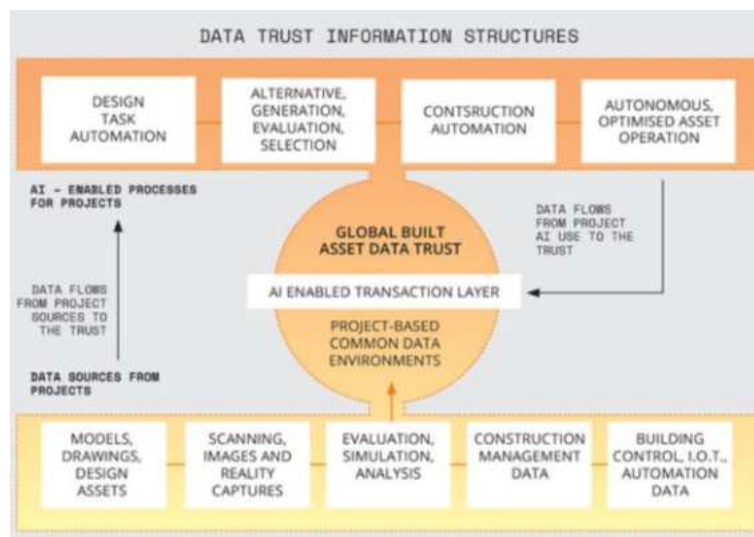 DATA TRUST INFORMATION STRUCTURES
DESIGN
TASK
AUTOMATION
ALTERNATIVE,
GENERATION,
EVALUATION,
SELECTION
CONTSRUCTION
AUTOMATION
AUTONOMOUS,
OPTIMISED ASSET
OPERATION
AI – ENABLED PROCESSES
FOR PROJECTS
GLOBAL BUILT
ASSET DATA TRUST
DATA FLOWS
FROM PROJECT
AI USE TO THE
TRUST
AI ENABLED TRANSACTION LAYER
DATA FLOWS
FROM PROJECT
SOURCES TO
THE TRUST
PROJECT-BASED
COMMON DATA
ENVIRONMENTS
DATA SOURCES FROM
PROJECTS
MODELS,
DRAWINGS,
DESIGN
ASSETS
SCANNING,
IMAGES AND
REALITY
CAPTURES
EVALUATION,
SIMULATION,
ANALYSIS
CONSTRUCTION
MANAGEMENT
DATA
BUILDING
CONTROL, I.O.T.,
AUTOMATION
DATA